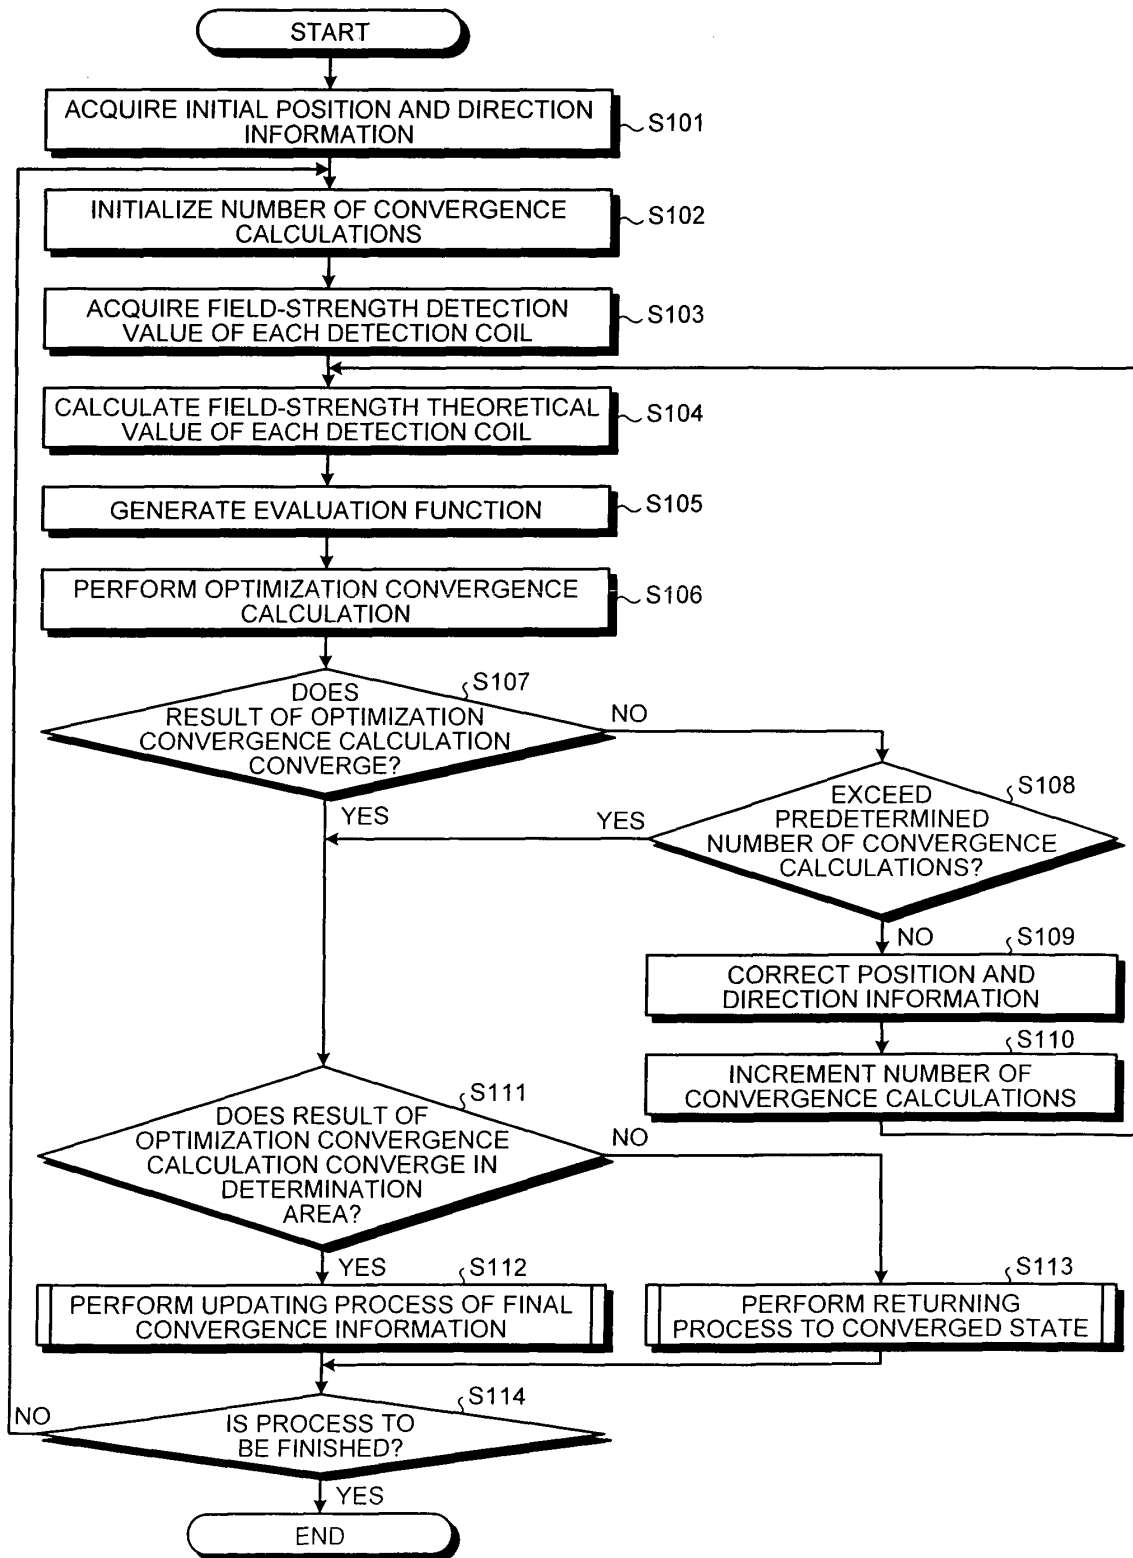 START
ACQUIRE INITIAL POSITION AND DIRECTION
INFORMATION
S101
INITIALIZE NUMBER OF CONVERGENCE
CALCULATIONS
S102
ACQUIRE FIELD-STRENGTH DETECTION
VALUE OF EACH DETECTION COIL
S103
CALCULATE FIELD-STRENGTH THEORETICAL
VALUE OF EACH DETECTION COIL
S104
GENERATE EVALUATION FUNCTION
S105
PERFORM OPTIMIZATION CONVERGENCE
CALCULATION
S106
S107
DOES
RESULT OF OPTIMIZATION
CONVERGENCE CALCULATION
CONVERGE?
NO
YES
S108
EXCEED
PREDETERMINED
NUMBER OF CONVERGENCE
CALCULATIONS?
YES
NO
S109
CORRECT POSITION AND
DIRECTION INFORMATION
S110
INCREMENT NUMBER OF
CONVERGENCE CALCULATIONS
S111
DOES RESULT OF
OPTIMIZATION CONVERGENCE
CALCULATION CONVERGE IN
DETERMINATION
AREA?
NO
YES
S112
PERFORM UPDATING PROCESS OF FINAL
CONVERGENCE INFORMATION
S113
PERFORM RETURNING
PROCESS TO CONVERGED STATE
S114
IS PROCESS TO
BE FINISHED?
NO
YES
END